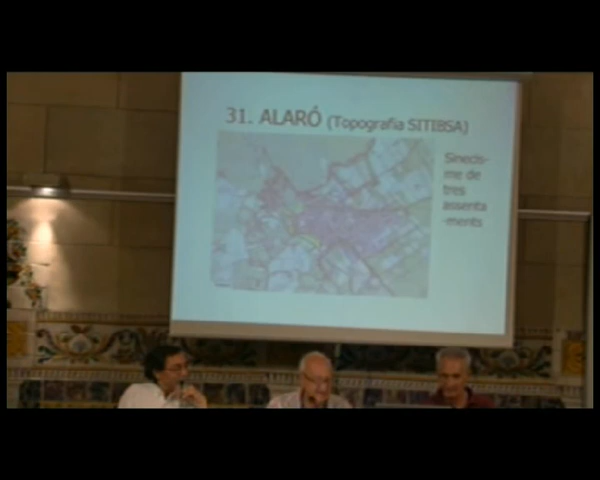 31. ALARÓ (Topografia SITIBSA)
Sinecis-
me de
tres
assenta
-ments